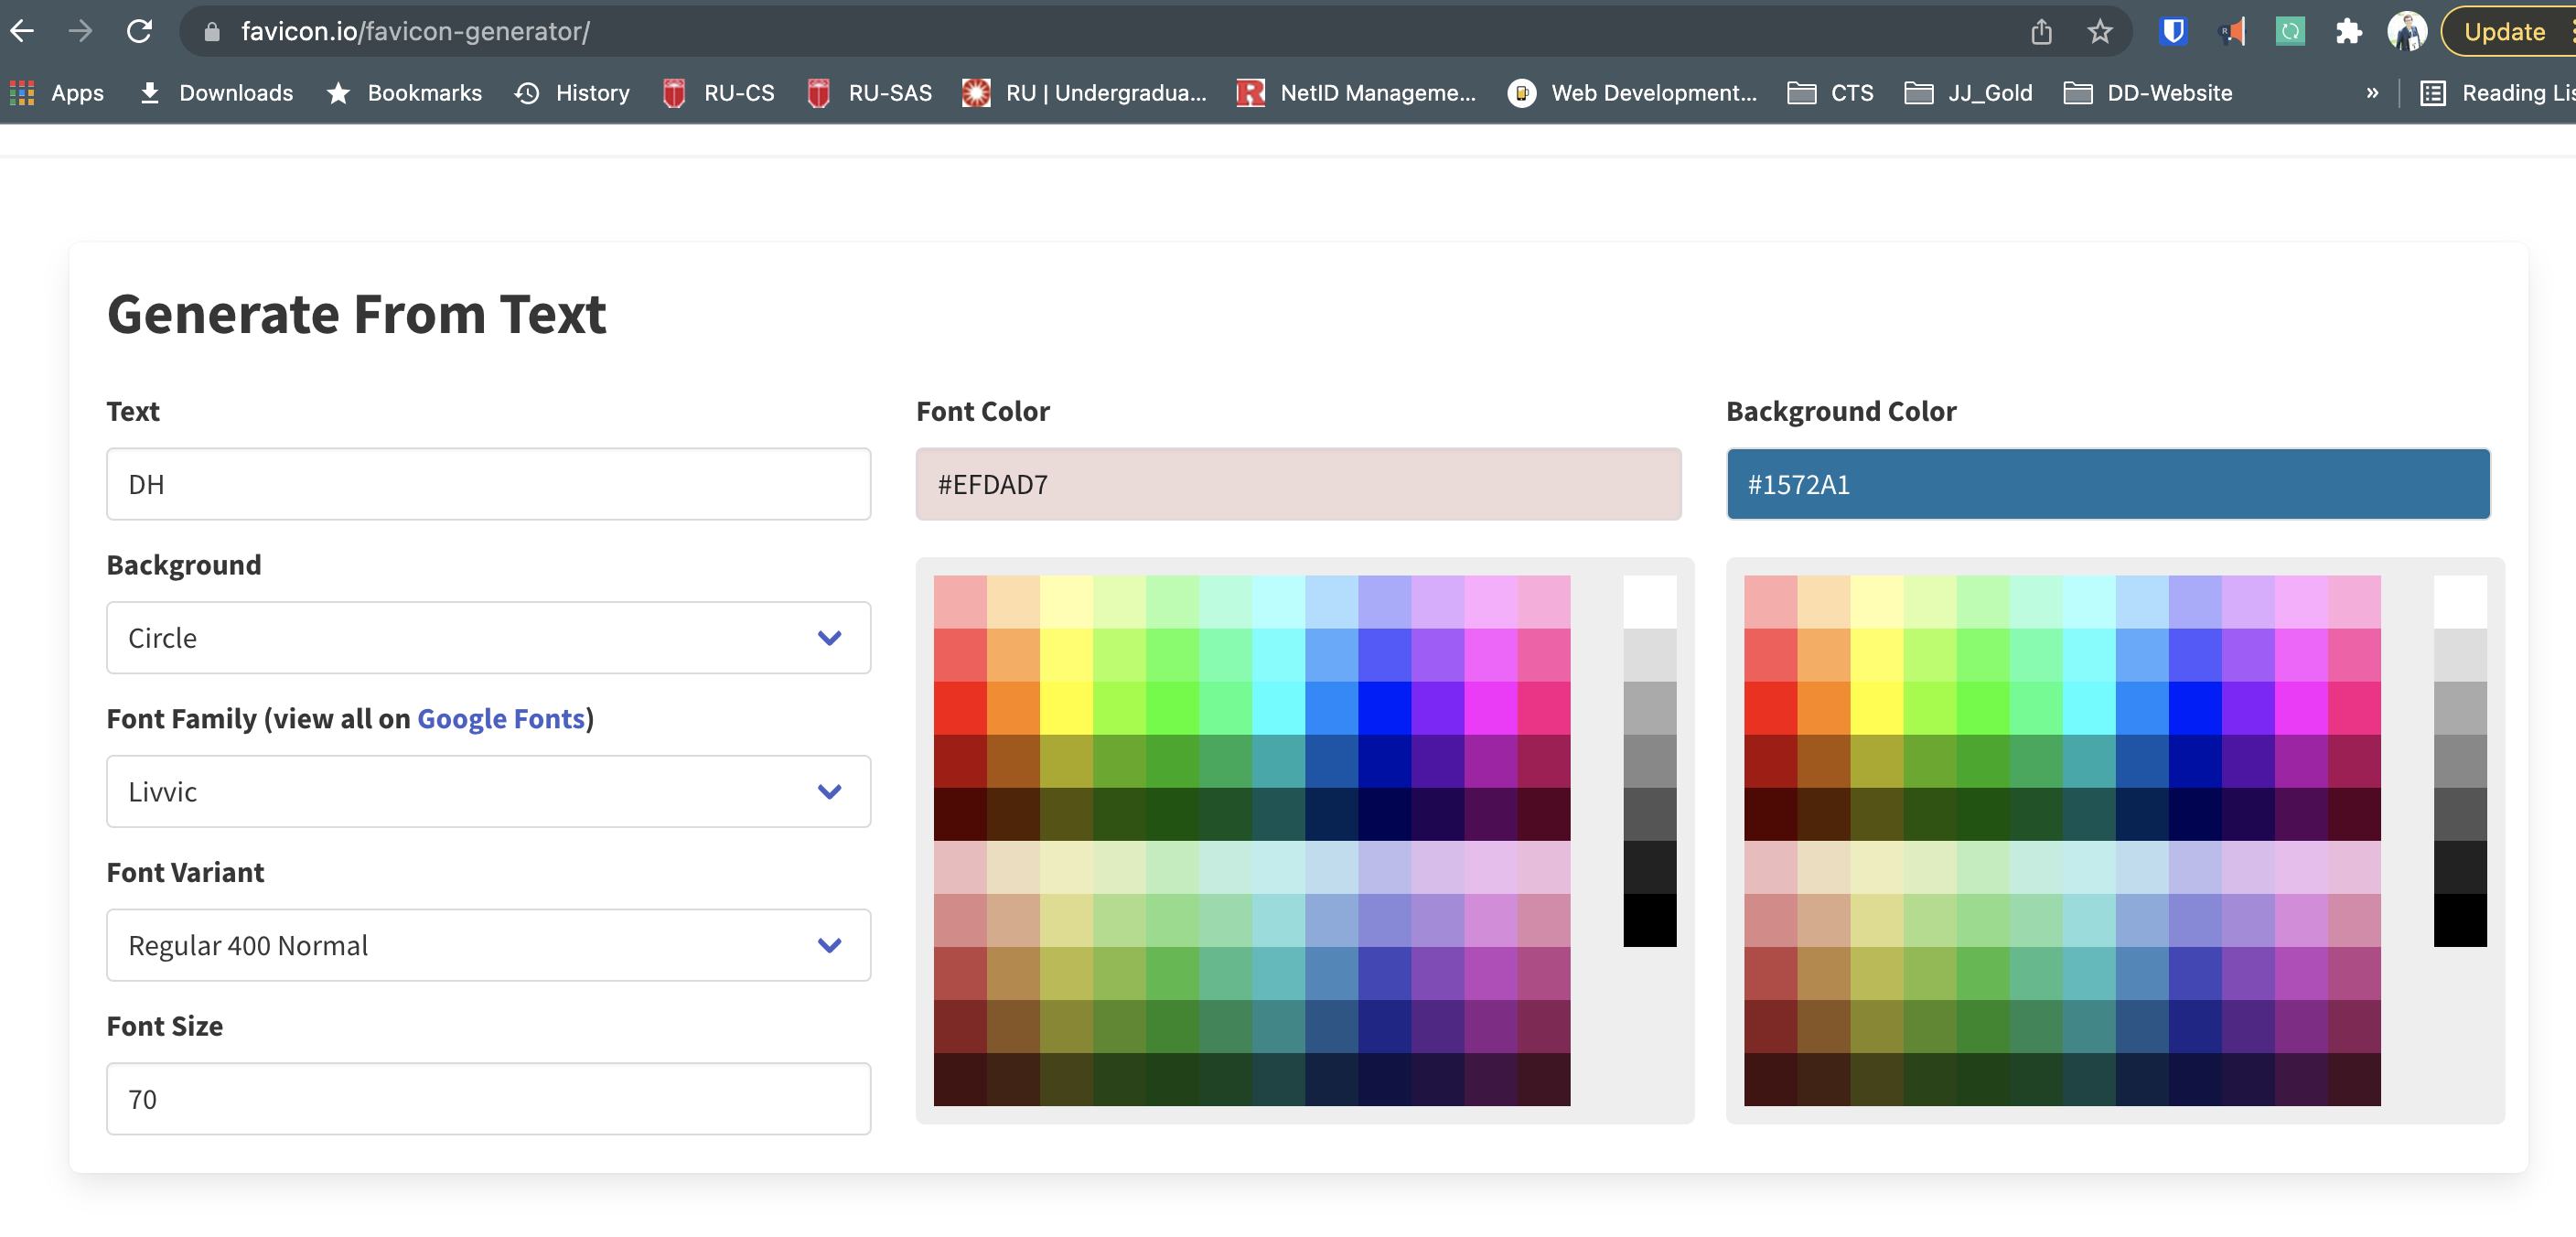 favicon.io/favicon-generator/
Update
Apps Downloads Bookmarks History RU-CS RU-SAS RU | Undergradua... NetID Manageme... Web Development... CTS JJ_Gold DD-Website » Reading Lis
Generate From Text
Text Font Color Background Color
DH #EFDAD7 #1572A1
Background
Circle
Font Family (view all on Google Fonts)
Livvic
Font Variant
Regular 400 Normal
Font Size
70